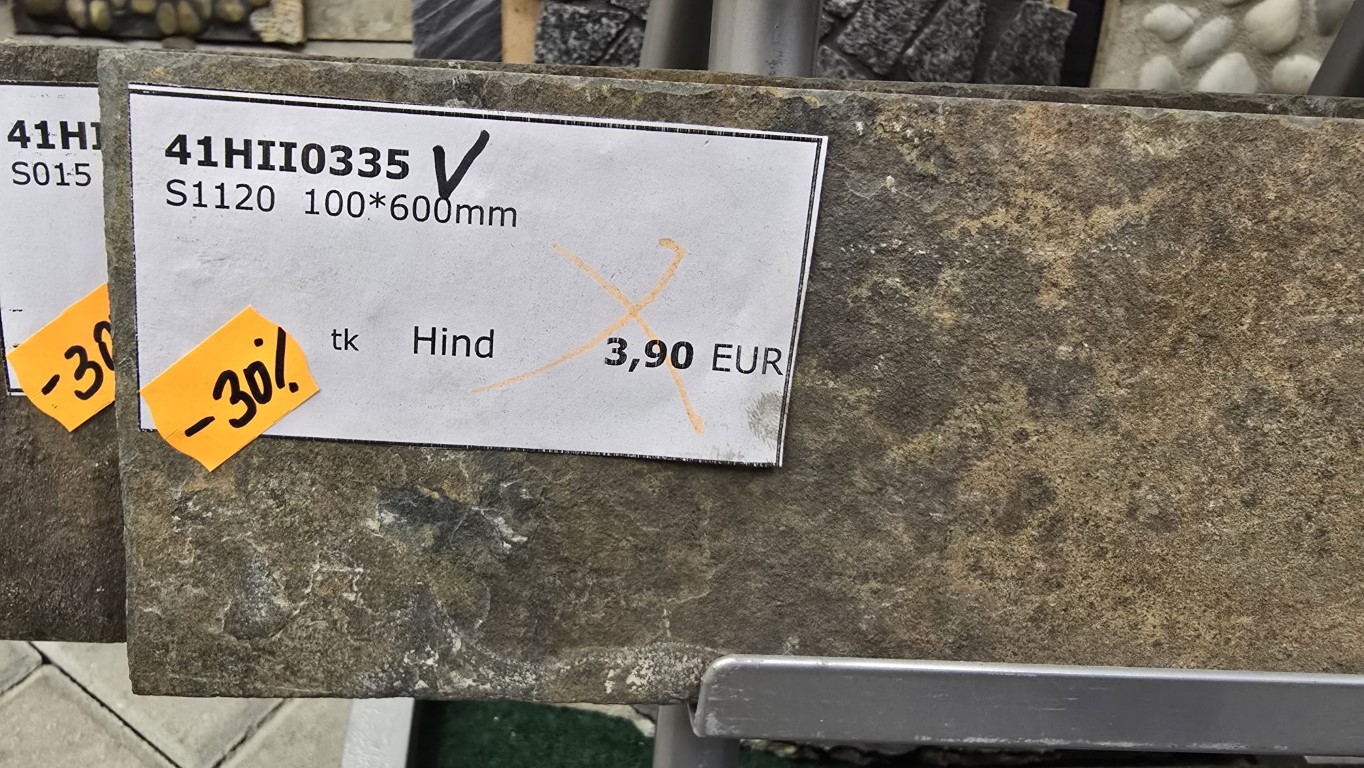 41HI
S015
-30
41HII0335 V
S1120 100*600mm
tk Hind 3,90 EUR
-30%